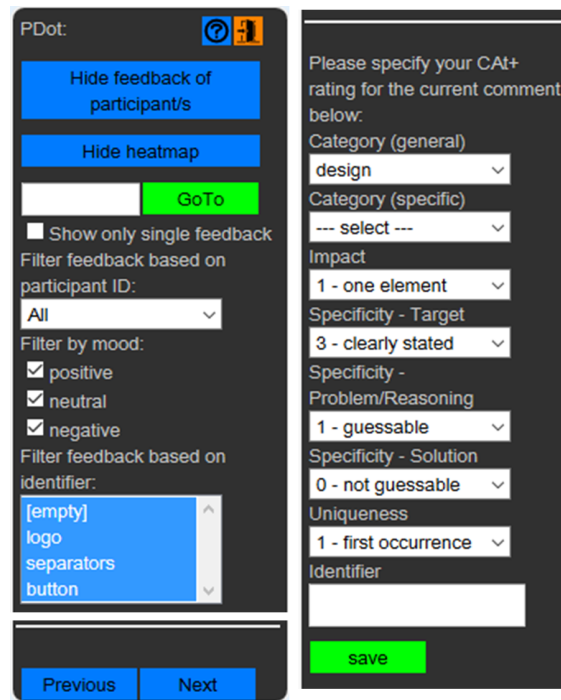 PDot:
Hide feedback of
participant/s
Hide heatmap
GoTo
Show only single feedback
Filter feedback based on
participant ID:
All
Filter by mood:
positive
neutral
negative
Filter feedback based on
identifier:
[empty]
logo
separators
button
Previous Next
Please specify your CAt+
rating for the current comment
below:
Category (general)
design
Category (specific)
--- select ---
Impact
1 - one element
Specificity - Target
3 - clearly stated
Specificity -
Problem/Reasoning
1 - guessable
Specificity - Solution
0 - not guessable
Uniqueness
1 - first occurrence
Identifier
save